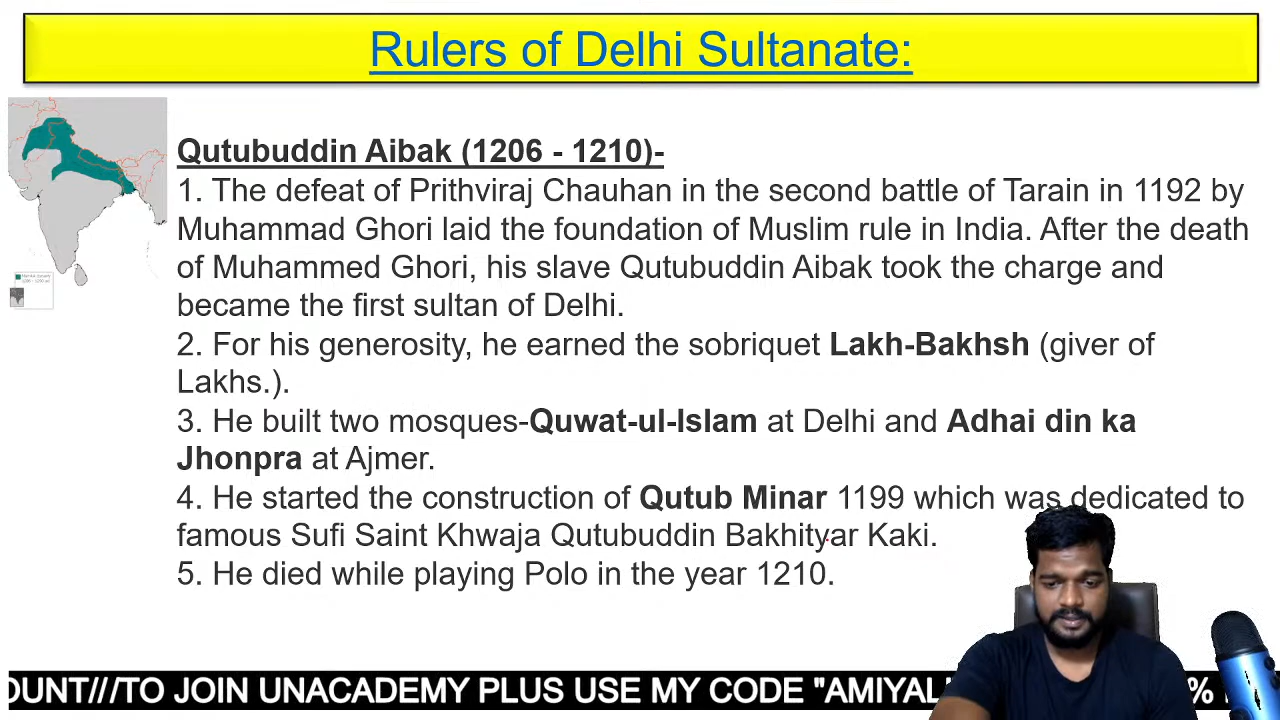 Rulers of Delhi Sultanate:
Qutubuddin Aibak (1206 - 1210)-
1. The defeat of Prithviraj Chauhan in the second battle of Tarain in 1192 by
Muhammad Ghori laid the foundation of Muslim rule in India. After the death
of Muhammed Ghori, his slave Qutubuddin Aibak took the charge and
became the first sultan of Delhi.
2. For his generosity, he earned the sobriquet Lakh-Bakhsh (giver of
Lakhs.).
3. He built two mosques-Quwat-ul-Islam at Delhi and Adhai din ka
Jhonpra at Ajmer.
4. He started the construction of Qutub Minar 1199 which was dedicated to
famous Sufi Saint Khwaja Qutubuddin Bakhityar Kaki.
5. He died while playing Polo in the year 1210.
OUNT///TO JOIN UNACADEMY PLUS USE MY CODE "AMIYAL %